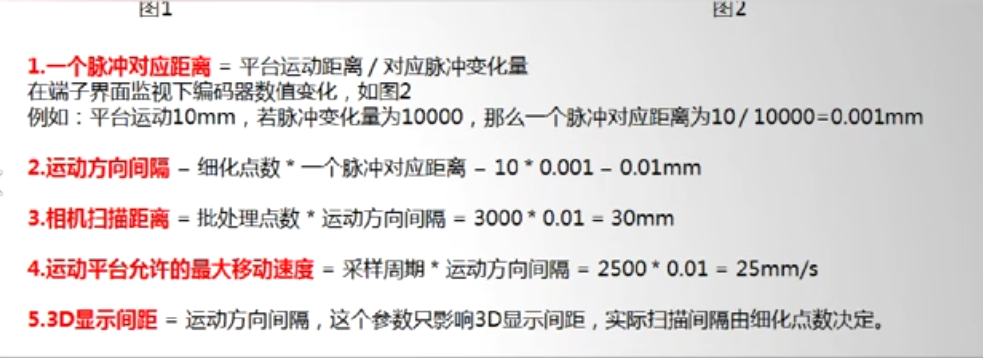 图1 图2
1.一个脉冲对应距离 = 平台运动距离 / 对应脉冲变化量
在端子界面监视下编码器数值变化，如图2
例如：平台运动10mm，若脉冲变化量为10000，那么一个脉冲对应距离为10 / 10000=0.001mm
2.运动方向间隔 – 细化点数 * 一个脉冲对应距离 – 10 * 0.001 – 0.01mm
3.相机扫描距离 = 批处理点数 * 运动方向间隔 = 3000 * 0.01 = 30mm
4.运动平台允许的最大移动速度 = 采样周期 * 运动方向间隔 = 2500 * 0.01 = 25mm/s
5.3D显示间距 = 运动方向间隔，这个参数只影响3D显示间距，实际扫描间隔由细化点数决定。